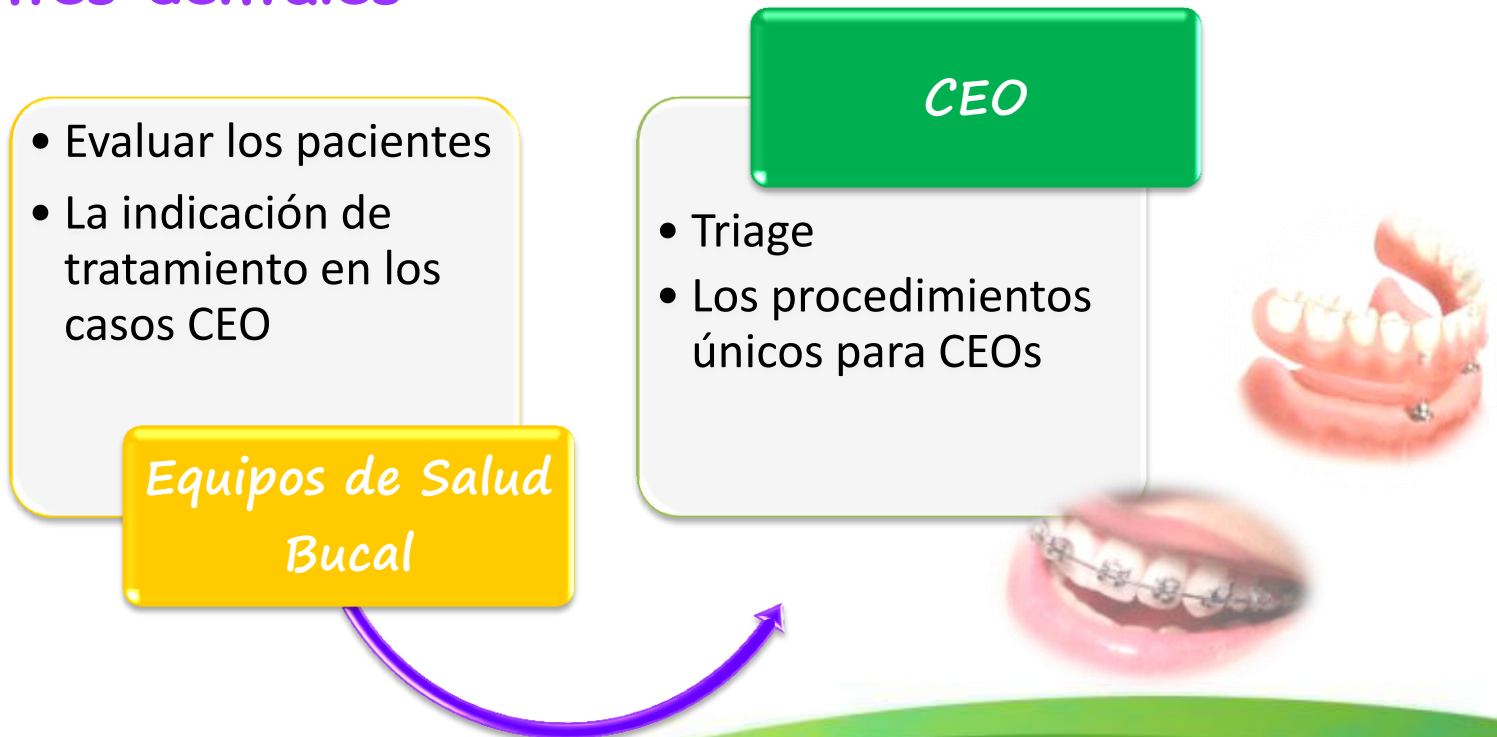 • Evaluar los pacientes
• La indicación de
tratamiento en los
casos CEO
Equipos de Salud
Bucal
CEO
• Triage
• Los procedimientos
únicos para CEOs